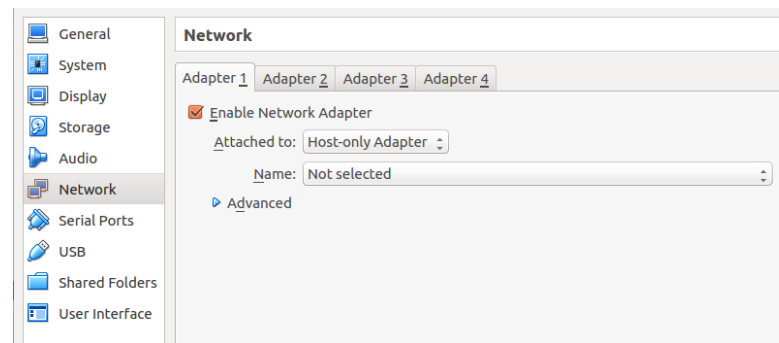 General
System
Display
Storage
Audio
Network
Serial Ports
USB
Shared Folders
User Interface
Network
Adapter 1 Adapter 2 Adapter 3 Adapter 4
Enable Network Adapter
Attached to: Host-only Adapter
Name: Not selected
Advanced